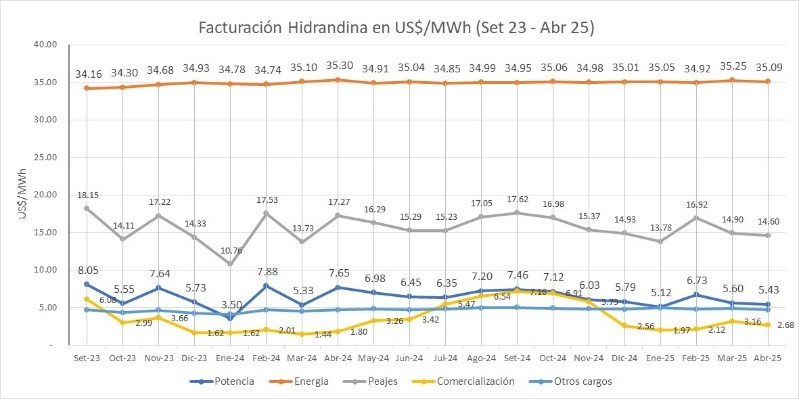 Facturación Hidrandina en US$/MWh (Set 23 - Abr 25)
40.00
35.00
30.00
25.00
20.00
15.00
10.00
5.00
-
US$/MWh
34.16 34.30 34.68 34.93 34.78 34.74 35.10 35.30 34.91 35.04 34.85 34.99 34.95 35.06 34.98 35.01 35.05 34.92 35.25 35.09
18.15 14.11 17.22 14.33 10.76 17.53 13.73 17.27 16.29 15.29 15.23 17.05 17.62 16.98 15.37 14.93 13.78 16.92 14.90 14.60
8.05 5.55 7.64 5.73 3.50 7.88 5.33 7.65 6.98 6.45 6.35 7.20 7.46 7.12 6.03 5.79 5.12 6.73 5.60 5.43
6.08 2.99 3.66 1.62 1.62 2.01 1.44 1.80 3.26 3.42 5.47 6.54 7.10 6.91 5.79 2.56 1.97 2.12 3.16 2.68
Set-23 Oct-23 Nov-23 Dic-23 Ene-24 Feb-24 Mar-24 Abr-24 May-24 Jun-24 Jul-24 Ago-24 Set-24 Oct-24 Nov-24 Dic-24 Ene-25 Feb-25 Mar-25 Abr-25
Potencia Energia Peajes Comercialización Otros cargos